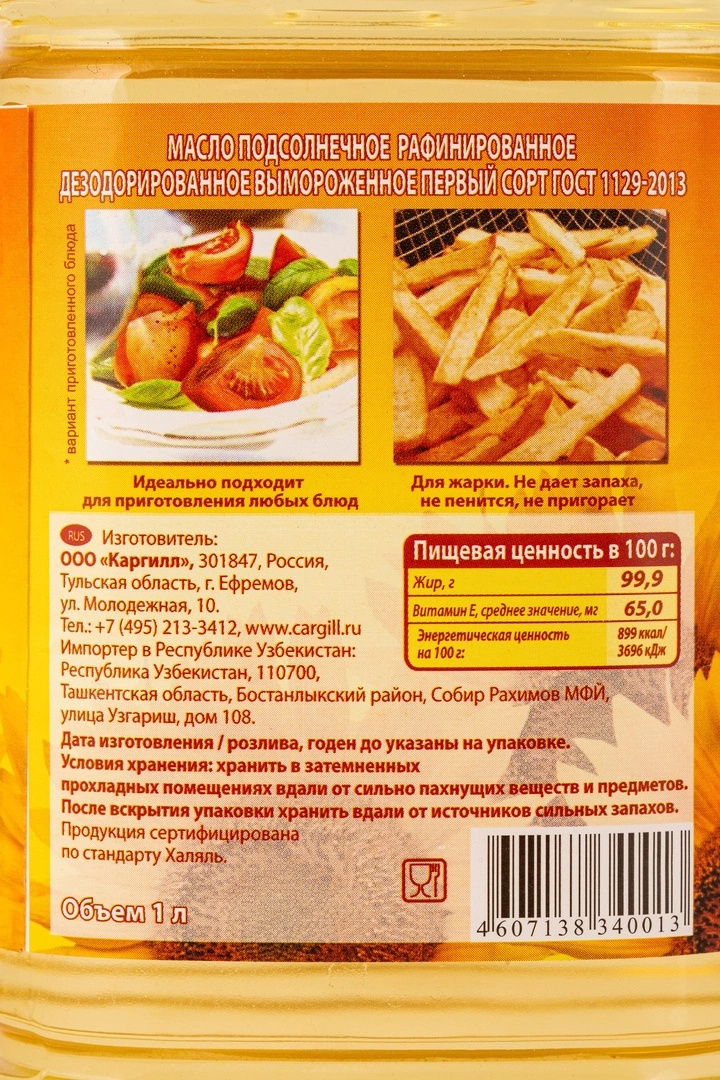 МАСЛО ПОДСОЛНЕЧНОЕ РАФИНИРОВАННОЕ
ДЕЗОДОРИРОВАННОЕ ВЫМОРОЖЕННОЕ ПЕРВЫЙ СОРТ ГОСТ 1129-2013
* вариант приготовленного блюда
Идеально подходит
для приготовления любых блюд
Для жарки. Не дает запаха,
не пенится, не пригорает
RUS Изготовитель:
ООО «Каргилл», 301847, Россия,
Тульская область, г. Ефремов,
ул. Молодежная, 10.
Тел.: +7 (495) 213-3412, www.cargill.ru
Импортер в Республике Узбекистан:
Республика Узбекистан, 110700,
Ташкентская область, Бостанлыкский район, Собир Рахимов МФЙ,
улица Узгариш, дом 108.
Пищевая ценность в 100 г:
Жир, г 99,9
Витамин Е, среднее значение, мг 65,0
Энергетическая ценность 899 ккал/
на 100 г: 3696 кДж
Дата изготовления / розлива, годен до указаны на упаковке.
Условия хранения: хранить в затемненных
прохладных помещениях вдали от сильно пахнущих веществ и предметов.
После вскрытия упаковки хранить вдали от источников сильных запахов.
Продукция сертифицирована
по стандарту Халяль.
Объем 1 л
4 607138 340013